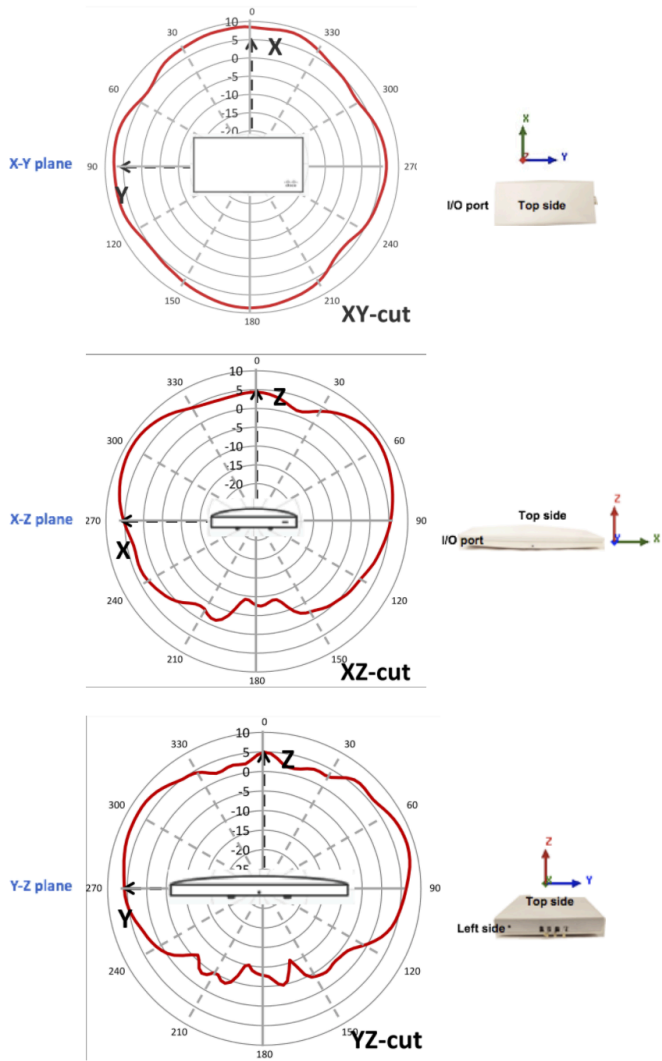 0
10
5
0
-5
-10
-15
-20
30
60
90
120
150
180
210
240
270
300
X
Y
X-Y plane
XY-cut
X
Y
Z
I/O port
Top side
0
10
5
0
-5
-10
-15
-20
330
30
300
60
270
90
240
120
210
150
180
Z
X
X-Z plane
XZ-cut
Top side
I/O port
Z
Y
X
0
10
5
0
-5
-10
-15
-20
-25
330
30
300
60
270
90
240
120
210
150
180
Z
Y
Y-Z plane
YZ-cut
Z
X
Y
Top side
Left side